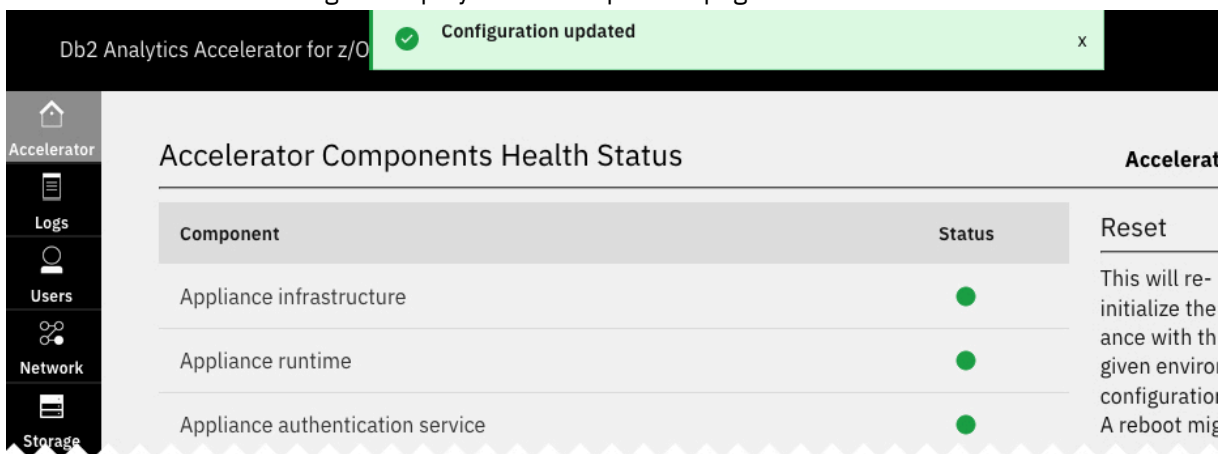 Configuration updated
x
Db2 Analytics Accelerator for z/O
Accelerator
Logs
Users
Network
Storage
Accelerator Components Health Status
Component Status
Appliance infrastructure
Appliance runtime
Appliance authentication service
Accelerat
Reset
This will re-
initialize the
ance with th
given enviro
configuration
A reboot mig